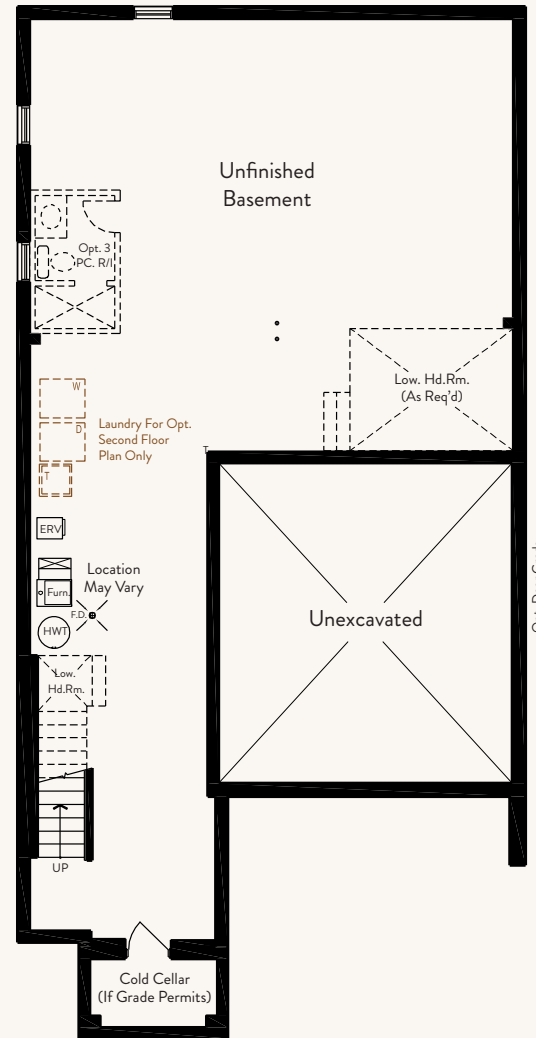 Unfinished
Basement
Opt. 3
PC. R/I
Low. Hd.Rm.
(As Req'd)
W
D
T
Laundry For Opt.
Second Floor
Plan Only
T
ERV
Furn.
Location
May Vary
F.D.
HWT
Unexcavated
Low.
Hd.Rm.
UP
Cold Cellar
(If Grade Permits)